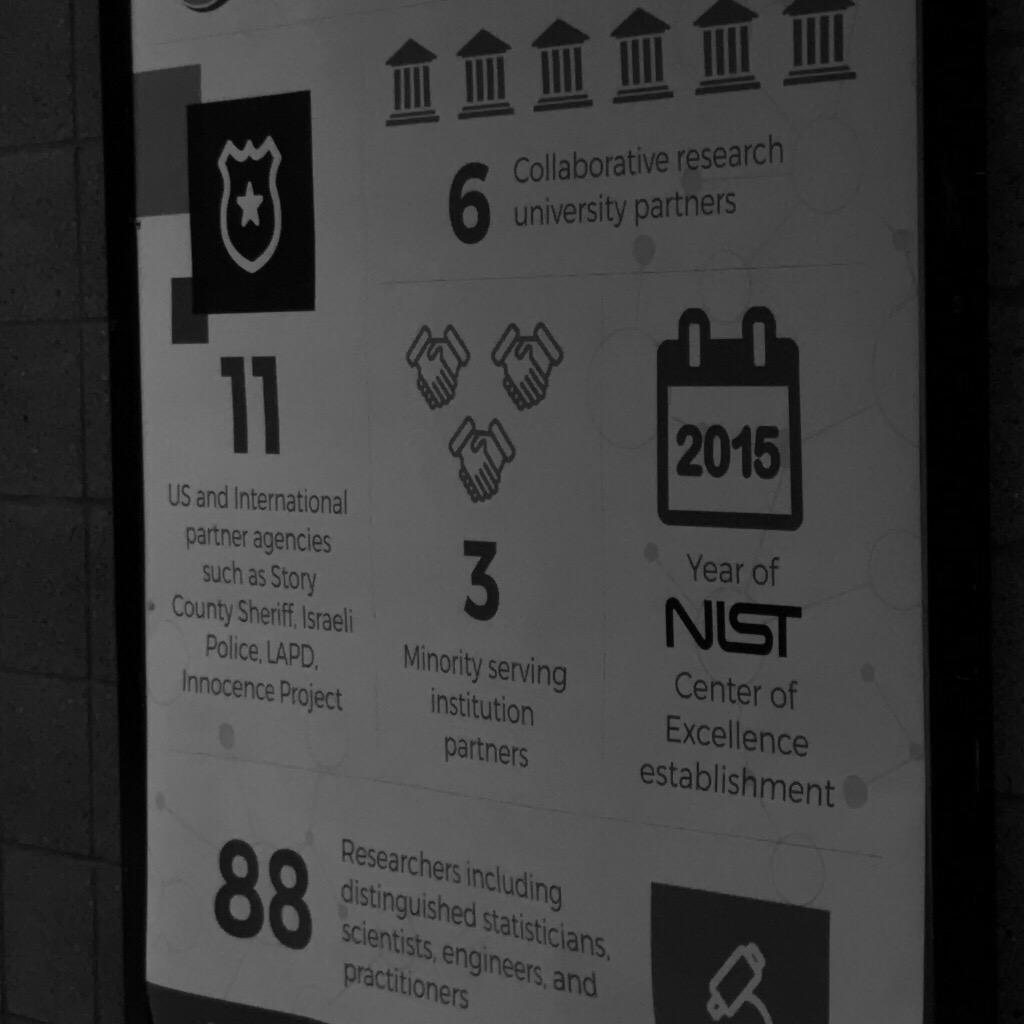 6
Collaborative research
university partners
11
US and International
partner agencies
such as Story
County Sheriff, Israeli
Police, LAPD,
Innocence Project
3
Minority serving
institution
partners
2015
Year of
NIST
Center of
Excellence
establishment
88
Researchers including
distinguished statisticians,
scientists, engineers, and
practitioners